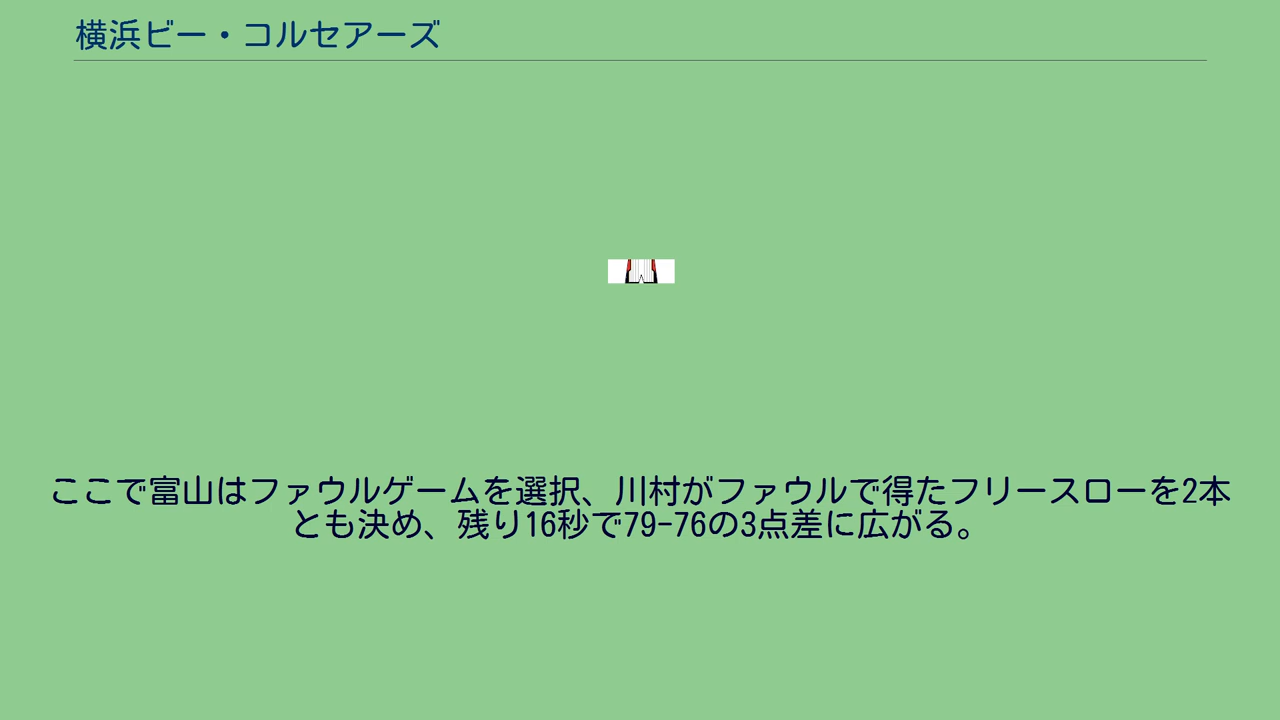 横浜ビー・コルセアーズ
ここで富山はファウルゲームを選択、川村がファウルで得たフリースローを2本
とも決め、残り16秒で79-76の3点差に広がる。